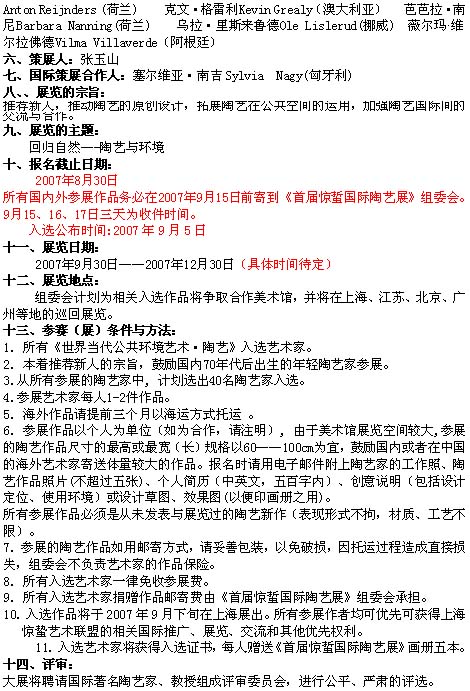 Anton Reijnders(荷兰) 克文·格雷利Kevin Grealy(澳大利亚) 芭芭拉·南
尼Barbara Nanning(荷兰) 乌拉·里斯来鲁德Ole Lislerud(挪威) 薇尔玛·维
尔拉佛德Vilma Villaverde(阿根廷)
六、策展人:张玉山
七、国际策展合作人:塞尔维亚·南吉Sylvia Nagy(匈牙利)
八、、展览的宗旨:
推荐新人,推动陶艺的原创设计,拓展陶艺在公共空间的运用,加强陶艺国际间的
交流与合作。
九、展览的主题:
回归自然——陶艺与环境
十、报名截止日期:
2007年8月30日
所有国内外参展作品务必在2007年9月15日前寄到《首届惊蜇国际陶艺展》组委会。
9月15、16、17日三天为收件时间。
入选公布时间:2007 年 9 月 5 日
十一、展览日期:
2007年9月30日——2007年12月30日(具体时间待定)
十二、展览地点:
组委会计划为相关入选作品将争取合作美术馆,并将在上海、江苏、北京、广
州等地的巡回展览。
十三、参赛(展)条件与方法:
1. 所有《世界当代公共环境艺术·陶艺》入选艺术家。
2. 本着推荐新人的宗旨,鼓励国内70年代后出生的年轻陶艺家参展。
3.从所有参展的陶艺家中, 计划选出40名陶艺家入选。
4.参展艺术家每人1-2件作品。
5. 海外作品请提前三个月以海运方式托运 。
6. 参展作品以个人为单位(如为合作,请注明), 由于美术馆展览空间较大,参展
的陶艺作品尺寸的最高或最宽(长)规格以60——100cm为宜,鼓励国内或者在中国
的海外艺术家寄送体量较大的作品。报名时请用电子邮件附上陶艺家的工作照、陶
艺作品照片(不超过五张)、个人简历(中英文,五百字内)、创意说明(包括设计
定位、使用环境)或设计草图、效果图(以便印画册之用)。
所有参展作品必须是从未发表与展览过的陶艺新作(表现形式不拘,材质、工艺不
限)。
7. 参展的陶艺作品如用邮寄方式,请妥善包装,以免破损,因托运过程造成直接损
失,组委会不负责艺术家的作品保险。
8. 所有入选艺术家一律免收参展费。
9. 所有入选艺术家捐赠作品邮寄费由《首届惊蜇国际陶艺展》组委会承担。
10. 入选作品将于 2007 年 9 月下旬在上海展出。所有参展作者均可优先可获得上海
惊蛰艺术联盟的相关国际推广、展览、交流和其他优先权利。
11. 入选艺术家将获得入选证书,每人赠送《首届惊蜇国际陶艺展》画册五本。
十四、评审:
大展将聘请国际著名陶艺家、教授组成评审委员会,进行公平、严肃的评选。